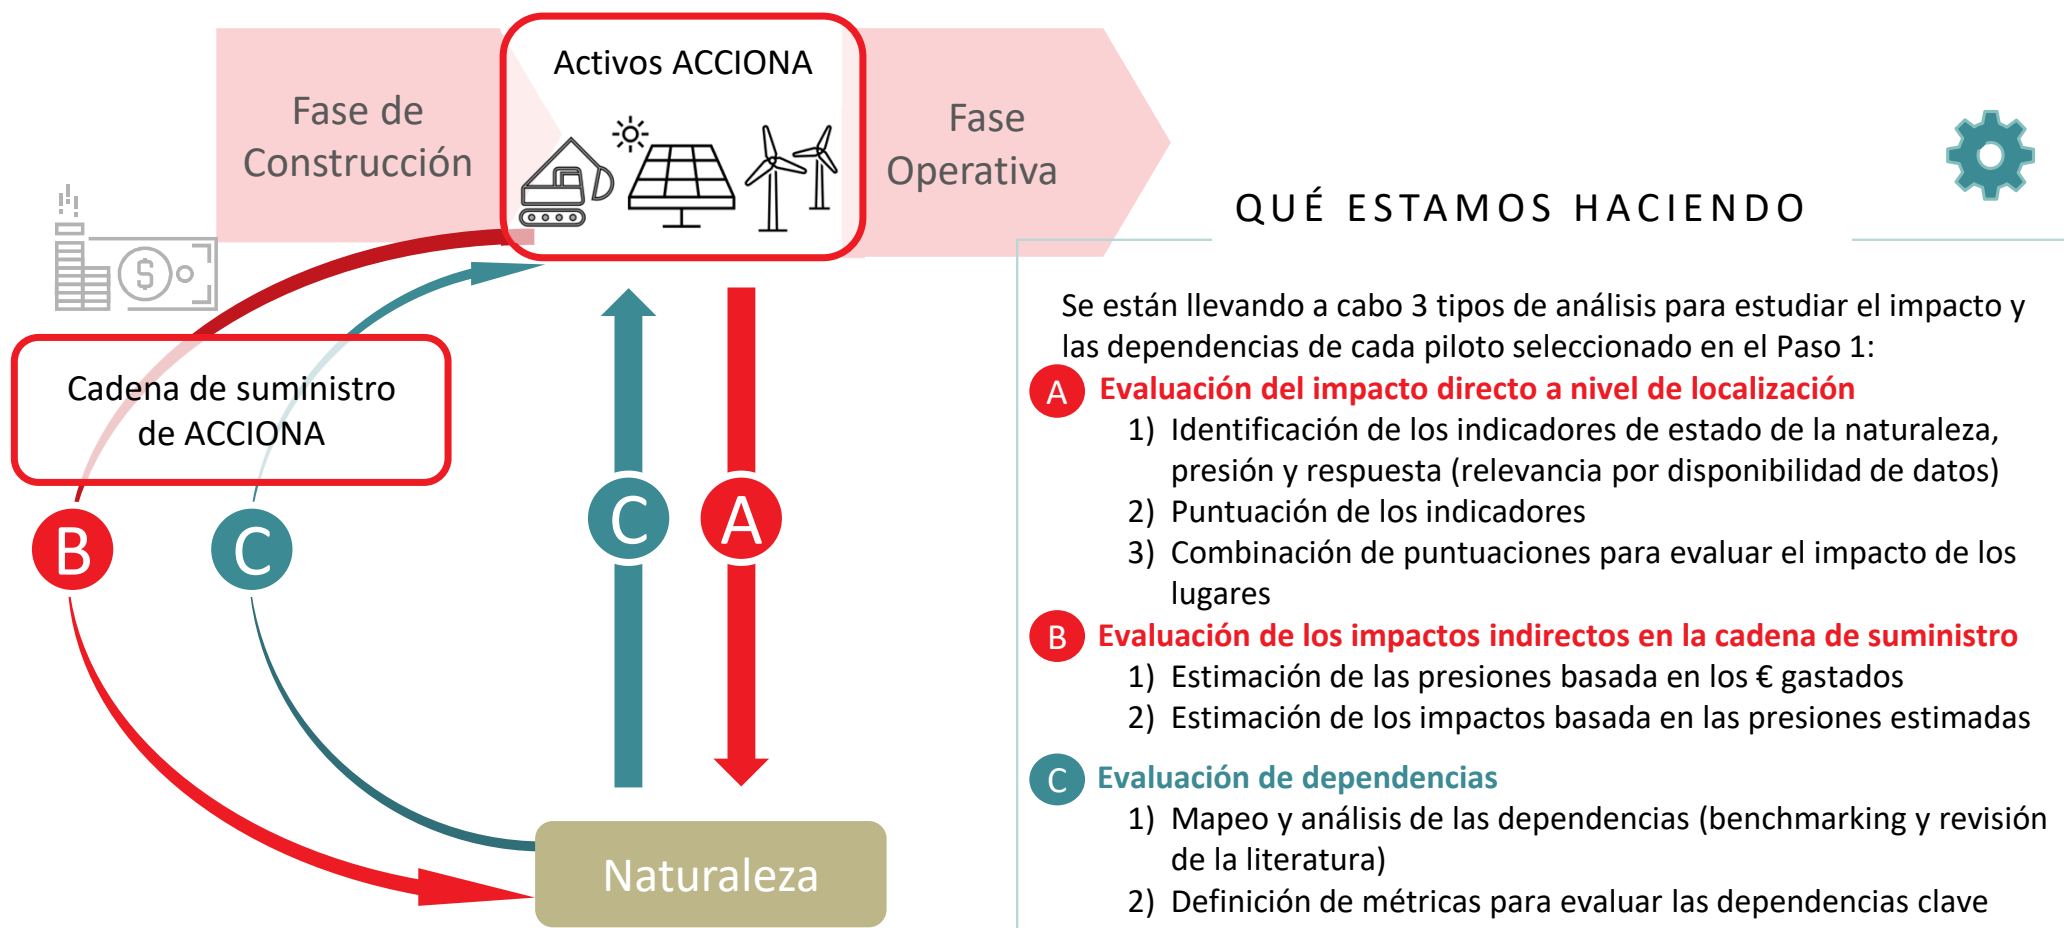 Activos ACCIONA
Fase de
Construcción
Fase
Operativa
$
Cadena de suministro
de ACCIONA
B
C
C
A
Naturaleza
QUÉ ESTAMOS HACIENDO
Se están llevando a cabo 3 tipos de análisis para estudiar el impacto y
las dependencias de cada piloto seleccionado en el Paso 1:
A Evaluación del impacto directo a nivel de localización
1) Identificación de los indicadores de estado de la naturaleza,
presión y respuesta (relevancia por disponibilidad de datos)
2) Puntuación de los indicadores
3) Combinación de puntuaciones para evaluar el impacto de los
lugares
B Evaluación de los impactos indirectos en la cadena de suministro
1) Estimación de las presiones basada en los € gastados
2) Estimación de los impactos basada en las presiones estimadas
C Evaluación de dependencias
1) Mapeo y análisis de las dependencias (benchmarking y revisión
de la literatura)
2) Definición de métricas para evaluar las dependencias clave